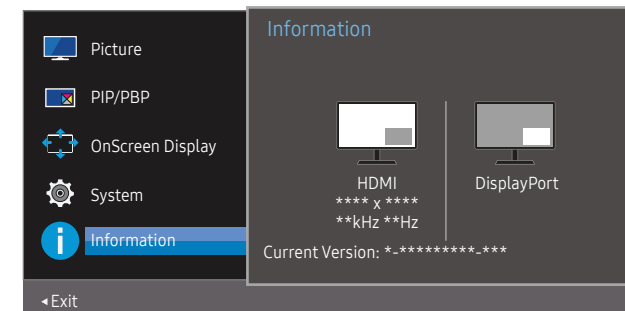 Picture
PIP/PBP
OnScreen Display
System
Information
◂Exit
Information
HDMI
**** x ****
**kHz **Hz
DisplayPort
Current Version: *-*********-***